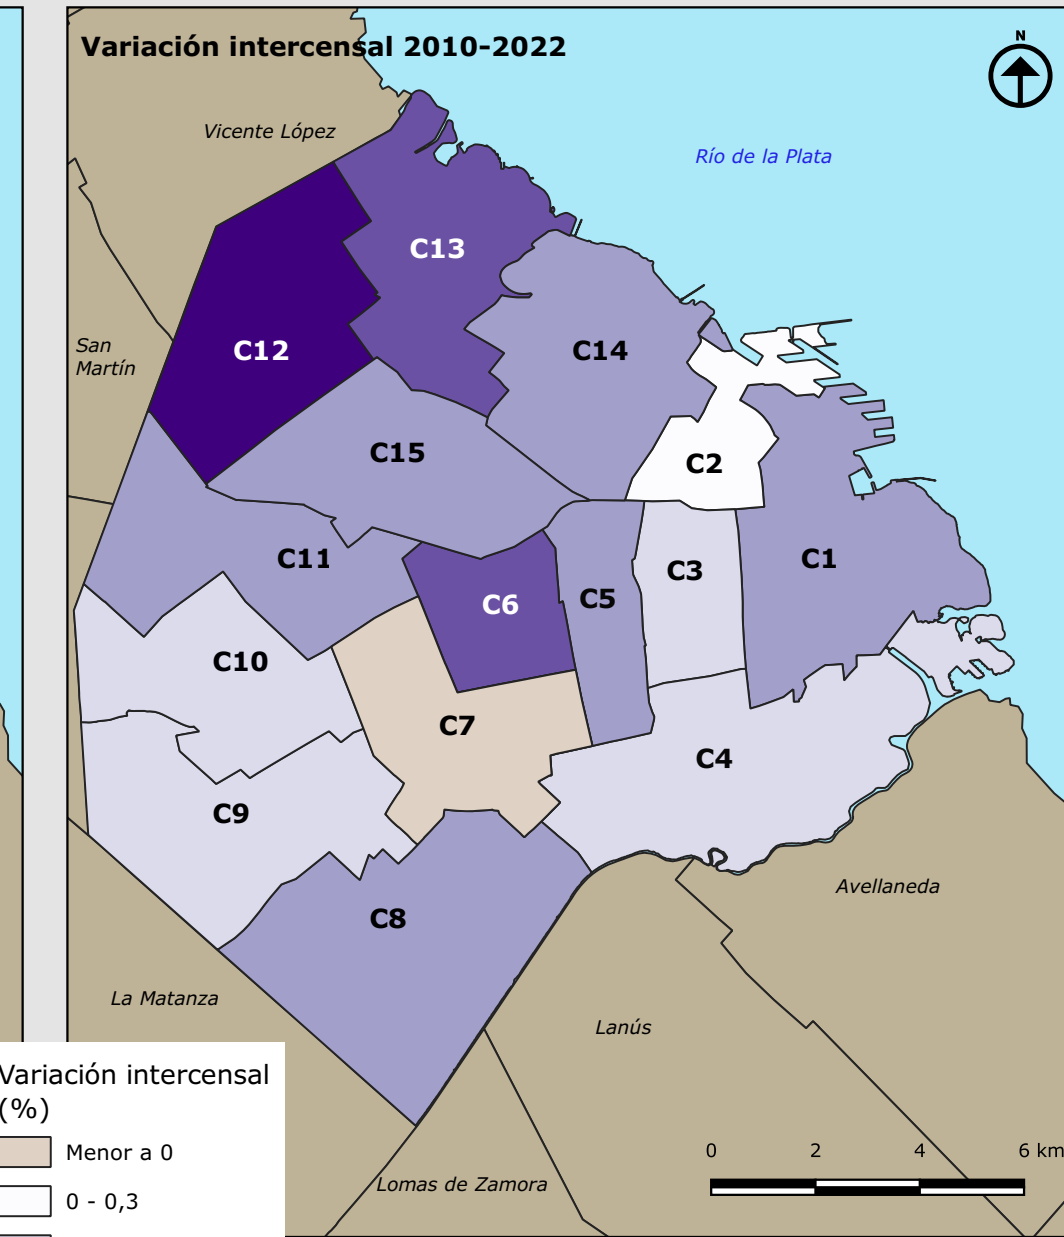 Variación intercensal 2010-2022
N
Vicente López
Río de la Plata
C13
San
Martín
C12
C14
C15
C2
C11
C3
C1
C6
C5
C10
C7
C4
C9
Avellaneda
C8
La Matanza
Lanús
Variación intercensal
(%)
Menor a 0
0 2 4 6 km
Lomas de Zamora
0 - 0,3